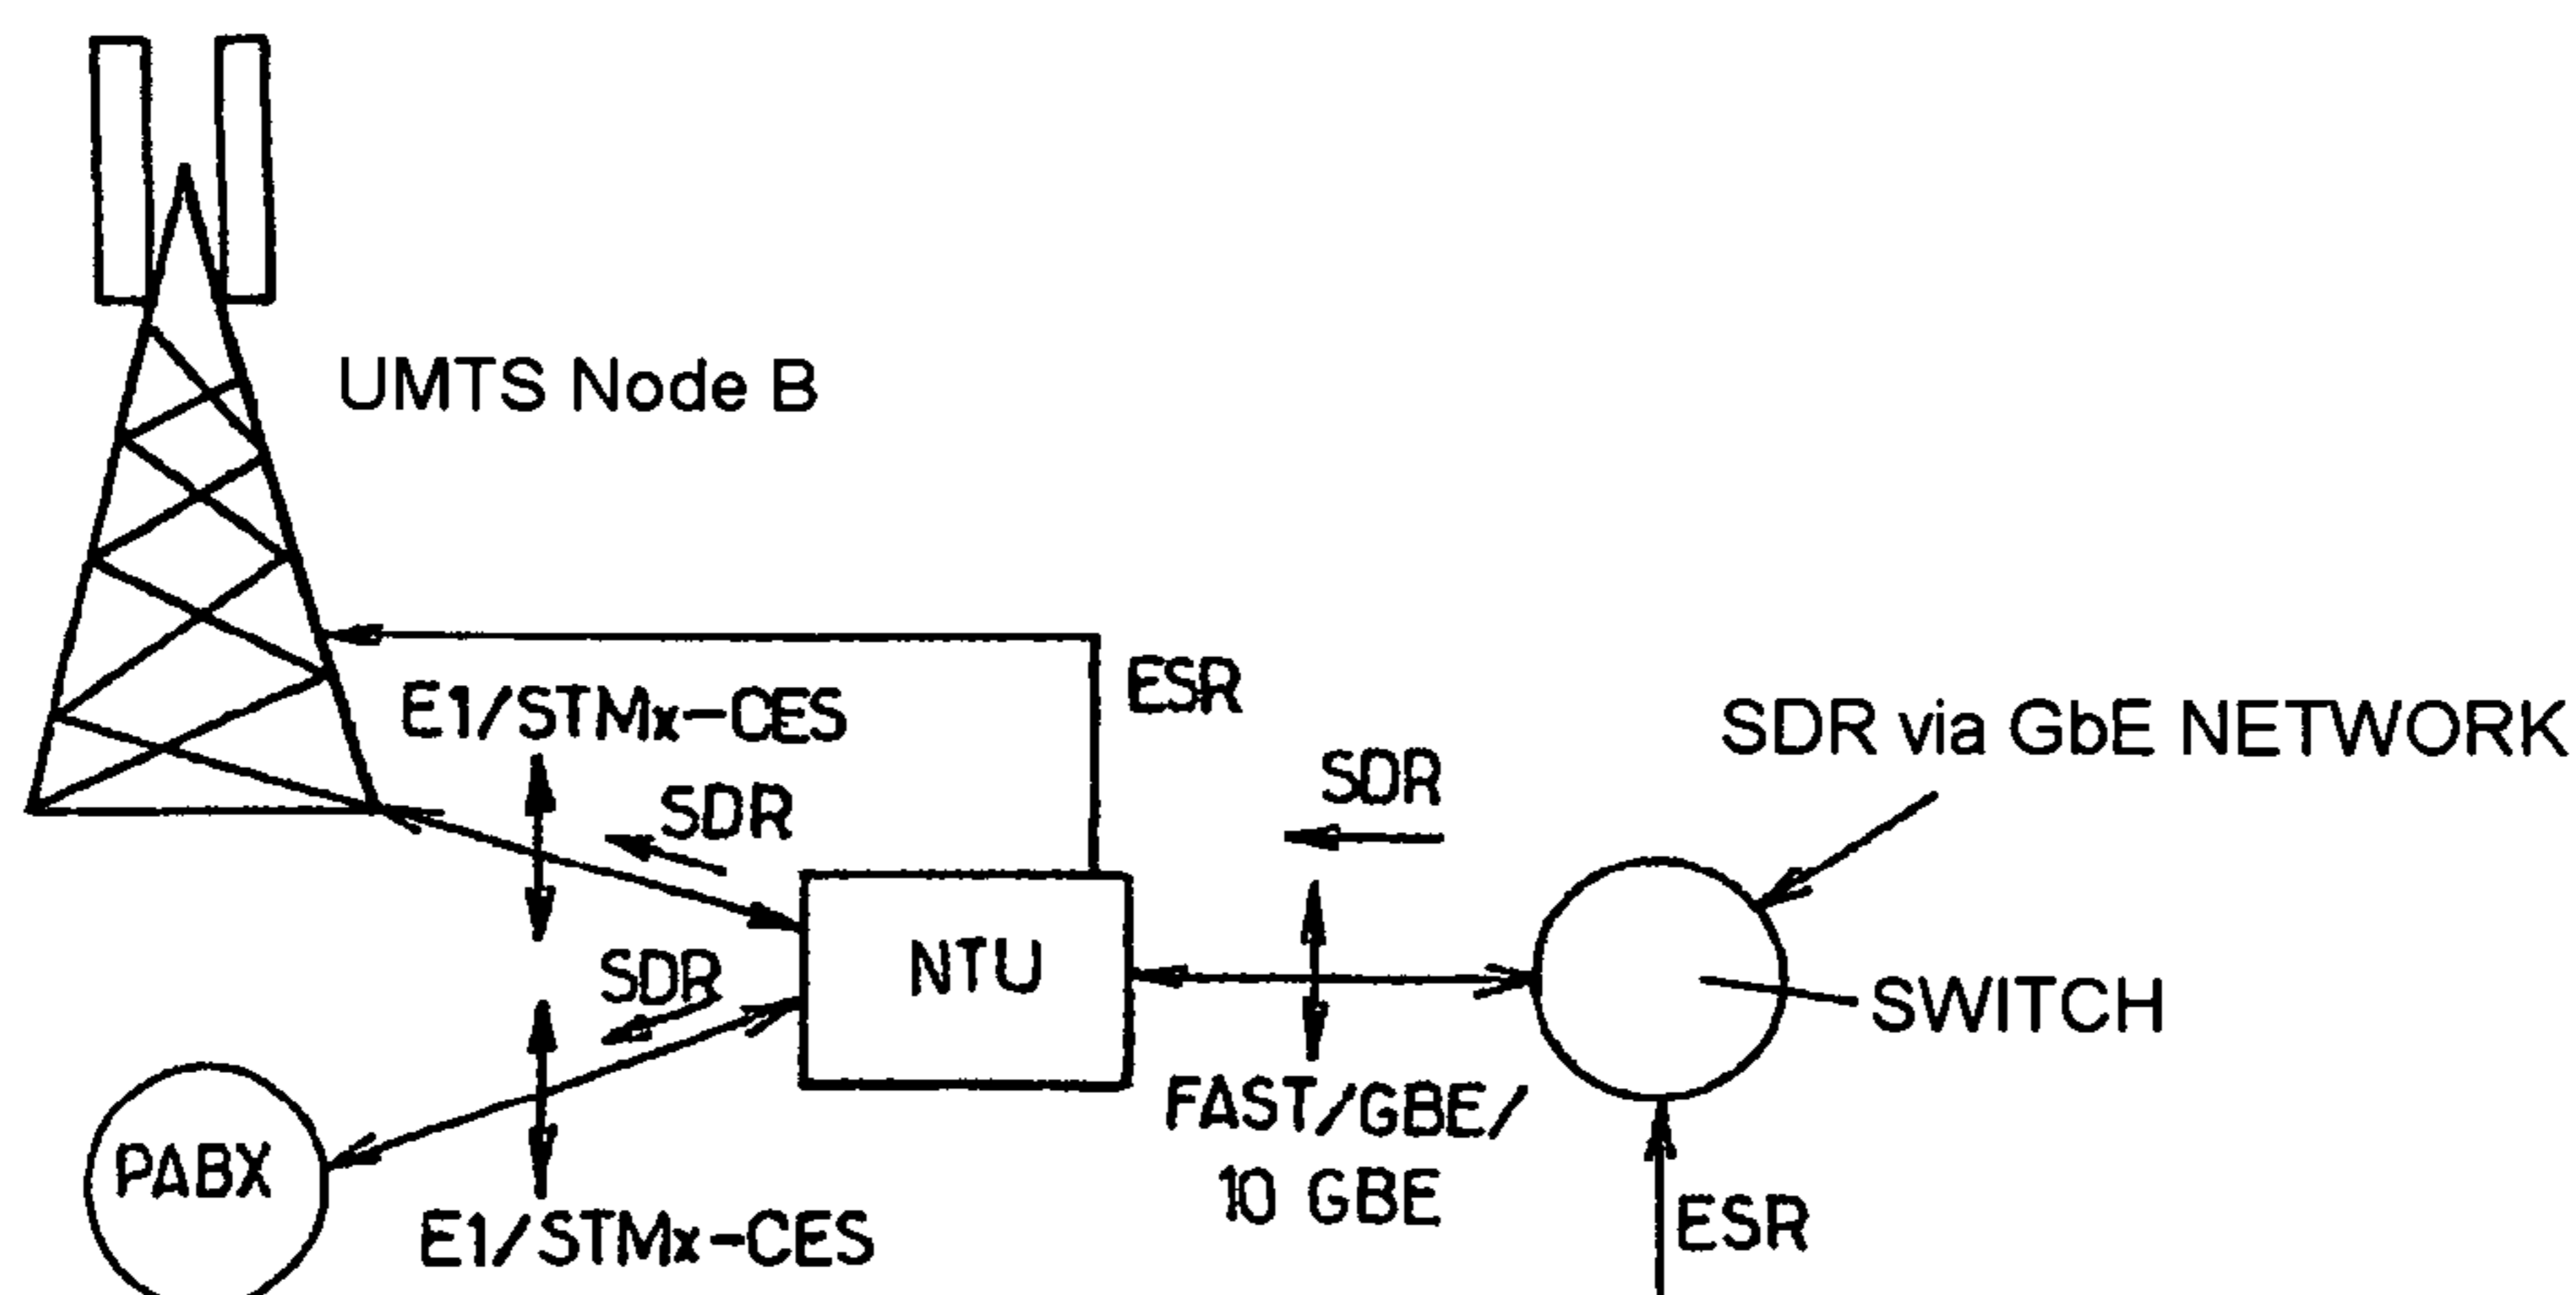 UMTS Node B
E1/STMx-CES
ESR
SDR
SDR
SDR via GbE NETWORK
NTU
SDR
SWITCH
FAST/GBE/
10 GBE
PABX
E1/STMx-CES
ESR